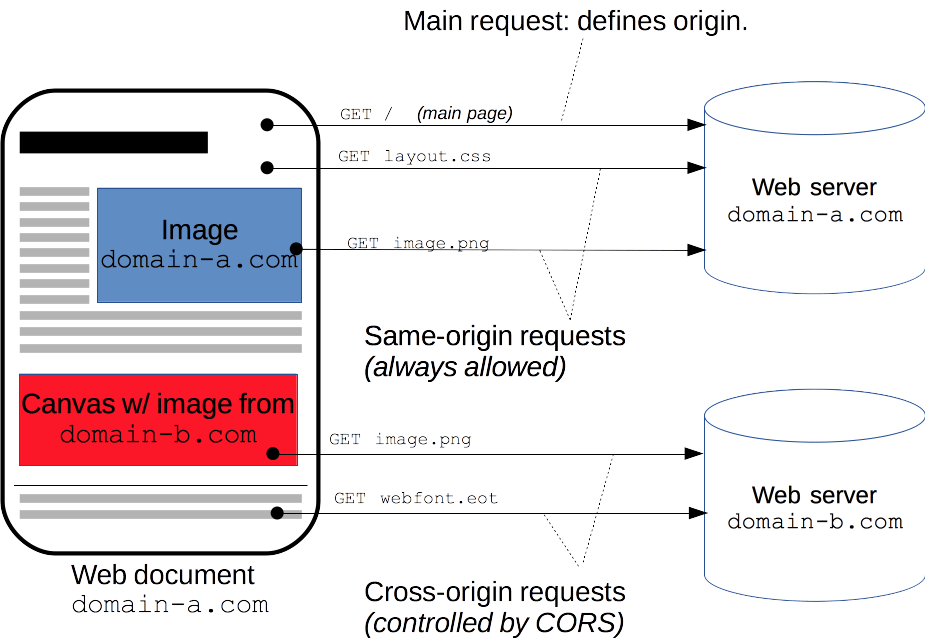 Main request: defines origin.
GET / (main page)
GET layout.css
Image
domain-a.com
GET image.png
Web server
domain-a.com
Same-origin requests
(always allowed)
Canvas w/ image from
domain-b.com
GET image.png
GET webfont.eot
Web server
domain-b.com
Web document
domain-a.com
Cross-origin requests
(controlled by CORS)